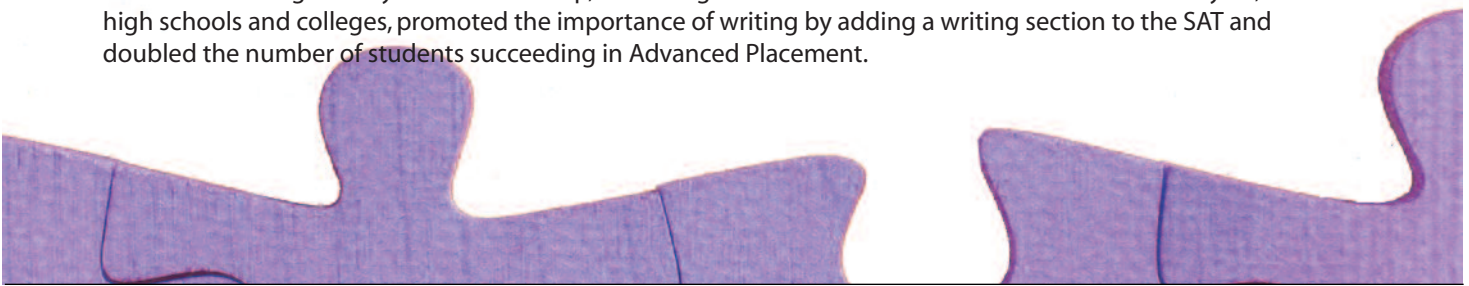 high schools and colleges, promoted the importance of writing by adding a writing section to the SAT and
doubled the number of students succeeding in Advanced Placement.